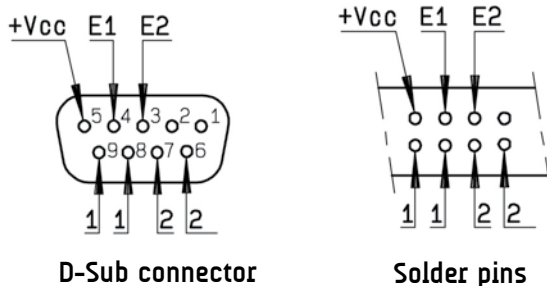 +Vcc E1 E2
+Vcc E1 E2
5 4 3 2 1
9 8 7 6
1 1 2 2
1 1 2 2
D-Sub connector
Solder pins